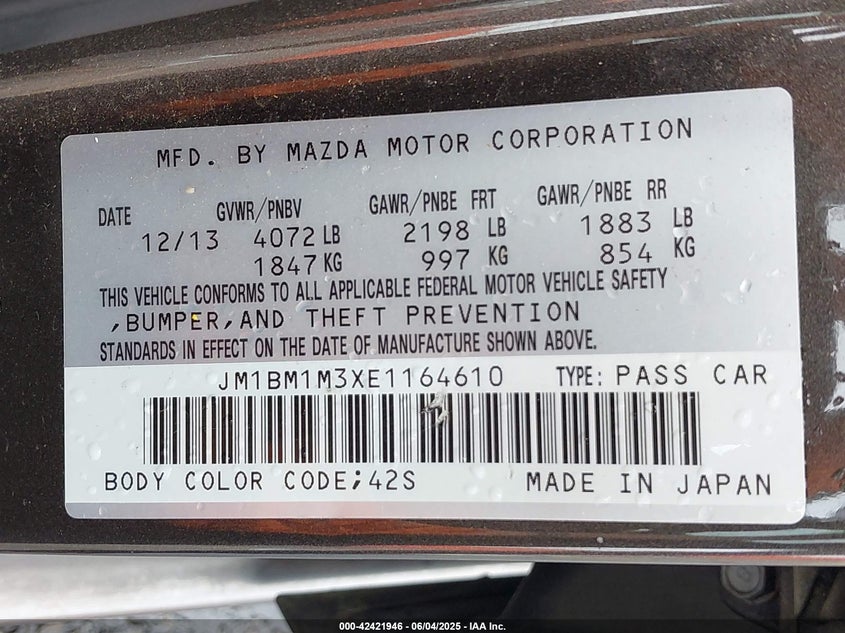 MFD. BY MAZDA MOTOR CORPORATION
DATE GVWR/PNBV GAWR/PNBE FRT GAWR/PNBE RR
12/13 4072 LB 2198 LB 1883 LB
1847 KG 997 KG 854 KG
THIS VEHICLE CONFORMS TO ALL APPLICABLE FEDERAL MOTOR VEHICLE SAFETY
,BUMPER,AND THEFT PREVENTION
STANDARDS IN EFFECT ON THE DATE OF MANUFACTURE SHOWN ABOVE.
JM1BM1M3XE1164610 TYPE: PASS CAR
BODY COLOR CODE;42S MADE IN JAPAN
000-42421946 - 06/04/2025 - IAA Inc.